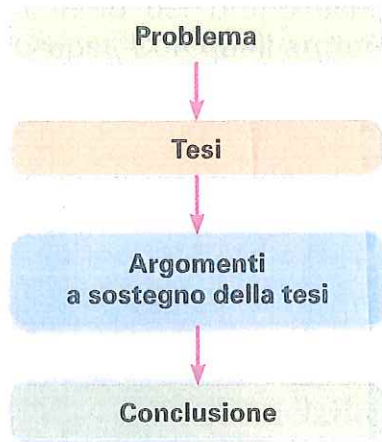 Problema
Tesi
Argomenti
a sostegno della tesi
Conclusione